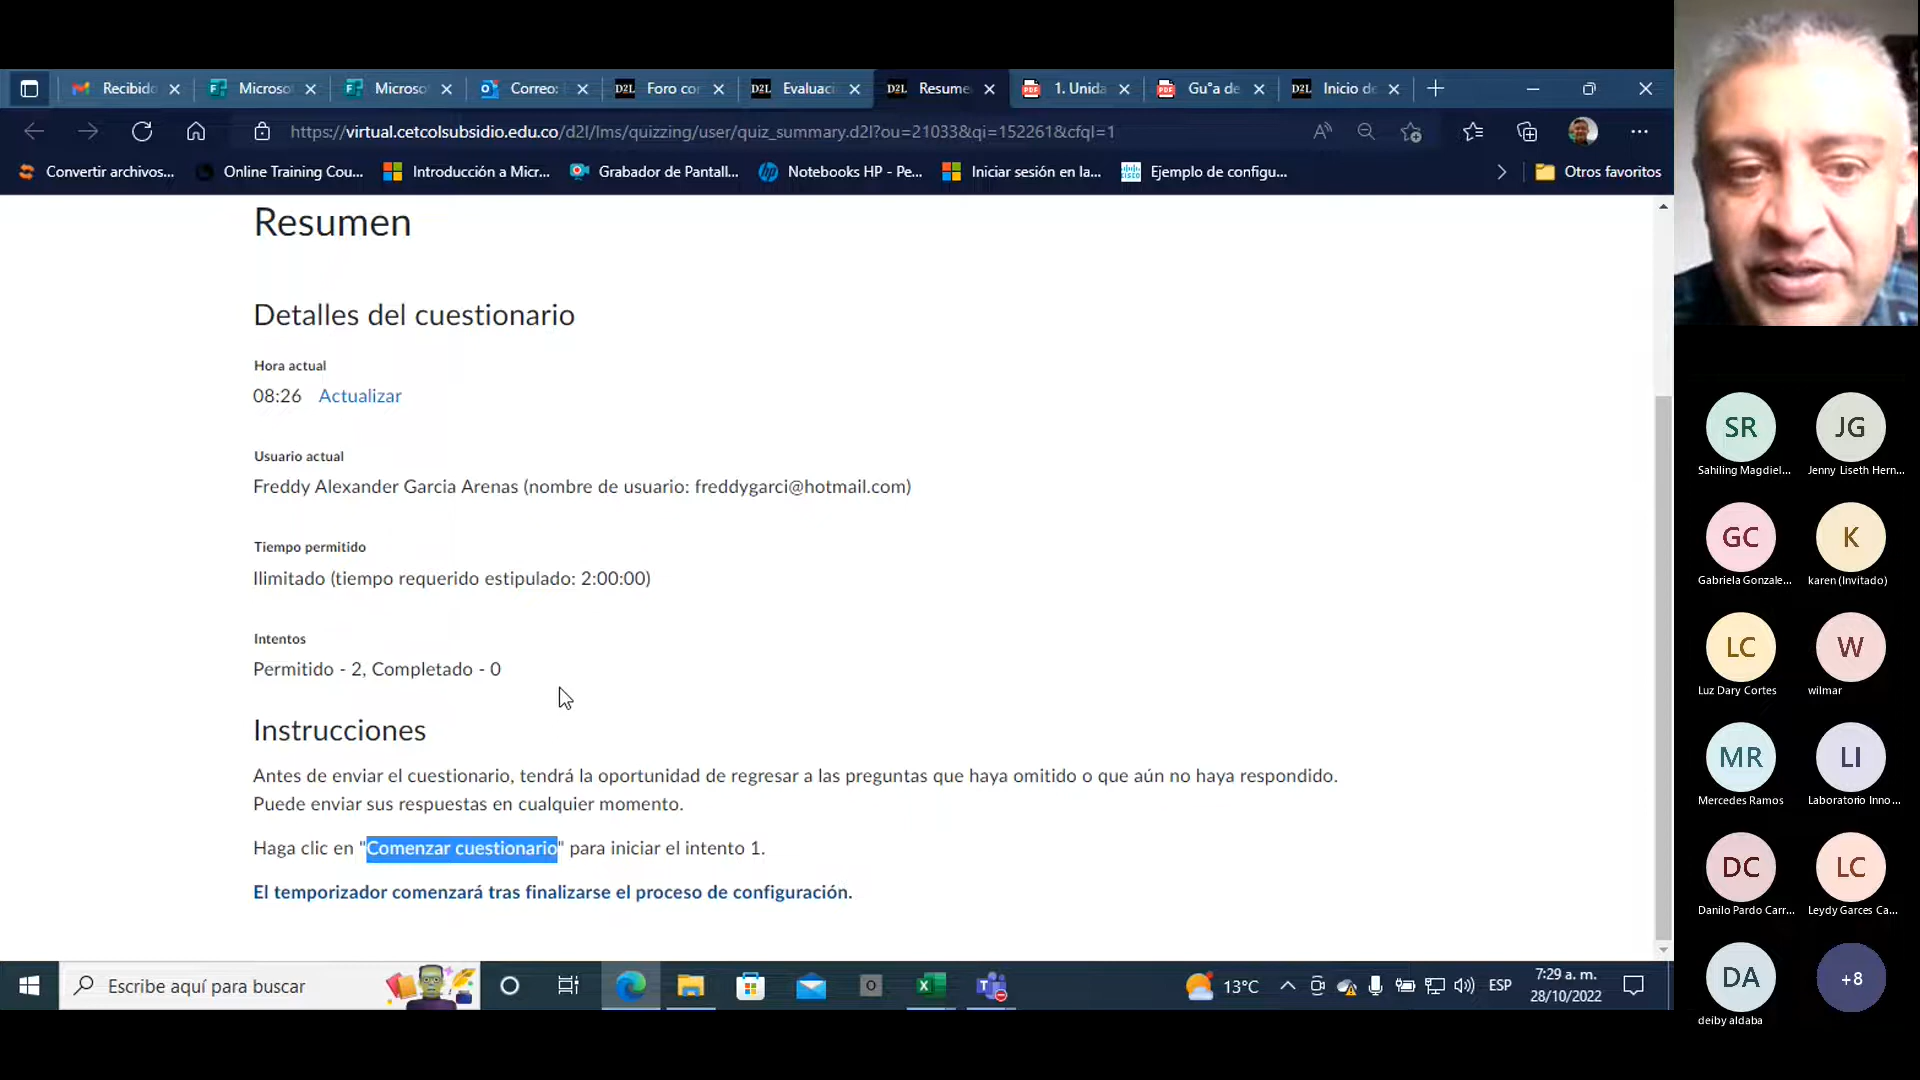 Recibido
Microso
Microso
Correo:
D2L Foro co
D2L Evaluaci
D2L Resume
PDF 1. Unida
PDF Gu°a de
D2L Inicio de
https://virtual.cetcolsubsidio.edu.co/d2l/lms/quizzing/user/quiz_summary.d2l?ou=21033&qi=152261&cfql=1
Convertir archivos...
Online Training Cou...
Introducción a Micr...
Grabador de Pantall...
Notebooks HP - Pe...
Iniciar sesión en la...
Ejemplo de configu...
Otros favoritos
Resumen
Detalles del cuestionario
Hora actual
08:26 Actualizar
Usuario actual
Freddy Alexander Garcia Arenas (nombre de usuario: freddygarci@hotmail.com)
Tiempo permitido
Ilimitado (tiempo requerido estipulado: 2:00:00)
Intentos
Permitido - 2, Completado - 0
Instrucciones
Antes de enviar el cuestionario, tendrá la oportunidad de regresar a las preguntas que haya omitido o que aún no haya respondido.
Puede enviar sus respuestas en cualquier momento.
Haga clic en "Comenzar cuestionario" para iniciar el intento 1.
El temporizador comenzará tras finalizarse el proceso de configuración.
Escribe aquí para buscar
13°C
ESP
7:29 a. m.
28/10/2022
SR
Sahiling Magdiel...
JG
Jenny Liseth Hern...
GC
Gabriela Gonzale...
K
karen (Invitado)
LC
Luz Dary Cortes
W
wilmar
MR
Mercedes Ramos
LI
Laboratorio Inno...
DC
Danilo Pardo Carr...
LC
Leydy Garces Ca...
DA
deiby aldaba
+8